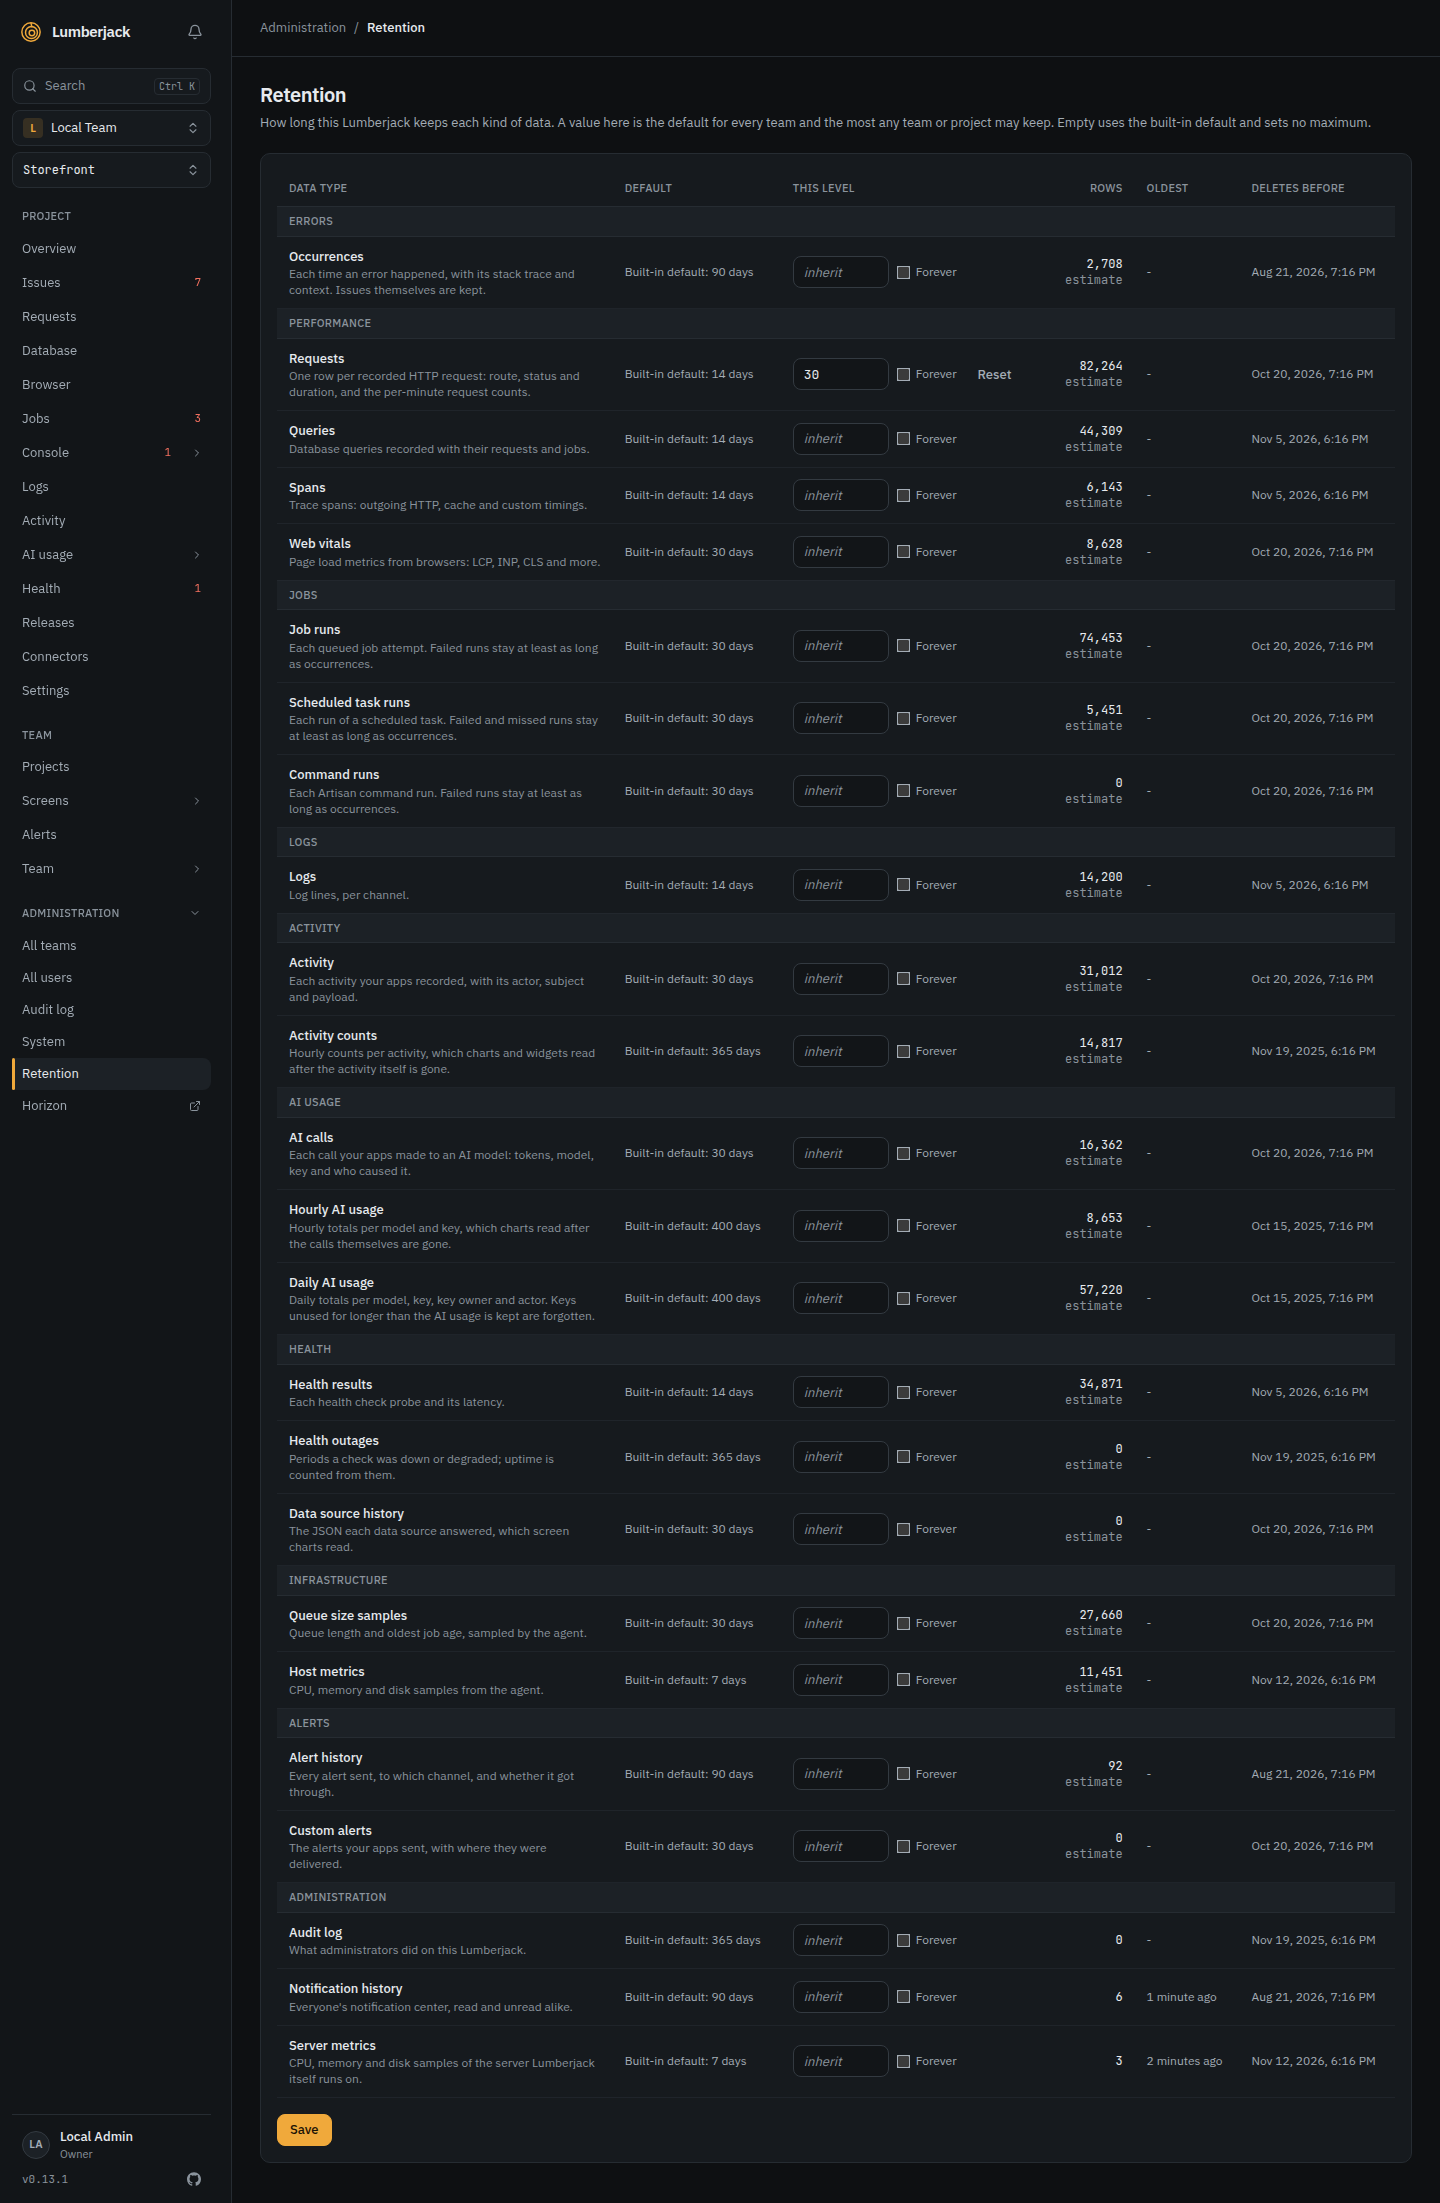 Lumberjack
Search
Ctrl K
L
Local Team
Storefront
PROJECT
Overview
Issues 7
Requests
Database
Browser
Jobs 3
Console 1
Logs
Activity
AI usage
Health 1
Releases
Connectors
Settings
TEAM
Projects
Screens
Alerts
Team
ADMINISTRATION
All teams
All users
Audit log
System
Retention
Horizon
LA
Local Admin
Owner
v0.13.1
Administration / Retention
Retention
How long this Lumberjack keeps each kind of data. A value here is the default for every team and the most any team or project may keep. Empty uses the built-in default and sets no maximum.
DATA TYPE DEFAULT THIS LEVEL ROWS OLDEST DELETES BEFORE
ERRORS
Occurrences
Each time an error happened, with its stack trace and
context. Issues themselves are kept.
Built-in default: 90 days inherit Forever 2,708 estimate - Aug 21, 2026, 7:16 PM
PERFORMANCE
Requests
One row per recorded HTTP request: route, status and
duration, and the per-minute request counts.
Built-in default: 14 days 30 Forever Reset 82,264 estimate - Oct 20, 2026, 7:16 PM
Queries
Database queries recorded with their requests and jobs.
Built-in default: 14 days inherit Forever 44,309 estimate - Nov 5, 2026, 6:16 PM
Spans
Trace spans: outgoing HTTP, cache and custom timings.
Built-in default: 14 days inherit Forever 6,143 estimate - Nov 5, 2026, 6:16 PM
Web vitals
Page load metrics from browsers: LCP, INP, CLS and more.
Built-in default: 30 days inherit Forever 8,628 estimate - Oct 20, 2026, 7:16 PM
JOBS
Job runs
Each queued job attempt. Failed runs stay at least as long
as occurrences.
Built-in default: 30 days inherit Forever 74,453 estimate - Oct 20, 2026, 7:16 PM
Scheduled task runs
Each run of a scheduled task. Failed and missed runs stay
at least as long as occurrences.
Built-in default: 30 days inherit Forever 5,451 estimate - Oct 20, 2026, 7:16 PM
Command runs
Each Artisan command run. Failed runs stay at least as
long as occurrences.
Built-in default: 30 days inherit Forever 0 estimate - Oct 20, 2026, 7:16 PM
LOGS
Logs
Log lines, per channel.
Built-in default: 14 days inherit Forever 14,200 estimate - Nov 5, 2026, 6:16 PM
ACTIVITY
Activity
Each activity your apps recorded, with its actor, subject
and payload.
Built-in default: 30 days inherit Forever 31,012 estimate - Oct 20, 2026, 7:16 PM
Activity counts
Hourly counts per activity, which charts and widgets read
after the activity itself is gone.
Built-in default: 365 days inherit Forever 14,817 estimate - Nov 19, 2025, 6:16 PM
AI USAGE
AI calls
Each call your apps made to an AI model: tokens, model,
key and who caused it.
Built-in default: 30 days inherit Forever 16,362 estimate - Oct 20, 2026, 7:16 PM
Hourly AI usage
Hourly totals per model and key, which charts read after
the calls themselves are gone.
Built-in default: 400 days inherit Forever 8,653 estimate - Oct 15, 2025, 7:16 PM
Daily AI usage
Daily totals per model, key, key owner and actor. Keys
unused for longer than the AI usage is kept are forgotten.
Built-in default: 400 days inherit Forever 57,220 estimate - Oct 15, 2025, 7:16 PM
HEALTH
Health results
Each health check probe and its latency.
Built-in default: 14 days inherit Forever 34,871 estimate - Nov 5, 2026, 6:16 PM
Health outages
Periods a check was down or degraded; uptime is
counted from them.
Built-in default: 365 days inherit Forever 0 estimate - Nov 19, 2025, 6:16 PM
Data source history
The JSON each data source answered, which screen
charts read.
Built-in default: 30 days inherit Forever 0 estimate - Oct 20, 2026, 7:16 PM
INFRASTRUCTURE
Queue size samples
Queue length and oldest job age, sampled by the agent.
Built-in default: 30 days inherit Forever 27,660 estimate - Oct 20, 2026, 7:16 PM
Host metrics
CPU, memory and disk samples from the agent.
Built-in default: 7 days inherit Forever 11,451 estimate - Nov 12, 2026, 6:16 PM
ALERTS
Alert history
Every alert sent, to which channel, and whether it got
through.
Built-in default: 90 days inherit Forever 92 estimate - Aug 21, 2026, 7:16 PM
Custom alerts
The alerts your apps sent, with where they were
delivered.
Built-in default: 30 days inherit Forever 0 estimate - Oct 20, 2026, 7:16 PM
ADMINISTRATION
Audit log
What administrators did on this Lumberjack.
Built-in default: 365 days inherit Forever 0 - Nov 19, 2025, 6:16 PM
Notification history
Everyone's notification center, read and unread alike.
Built-in default: 90 days inherit Forever 6 1 minute ago Aug 21, 2026, 7:16 PM
Server metrics
CPU, memory and disk samples of the server Lumberjack
itself runs on.
Built-in default: 7 days inherit Forever 3 2 minutes ago Nov 12, 2026, 6:16 PM
Save